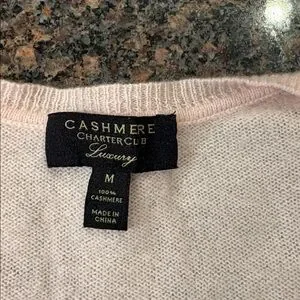 CASHMERE
CHARTER CLUB
Luxury
M
100%
CASHMERE
MADE IN
CHINA